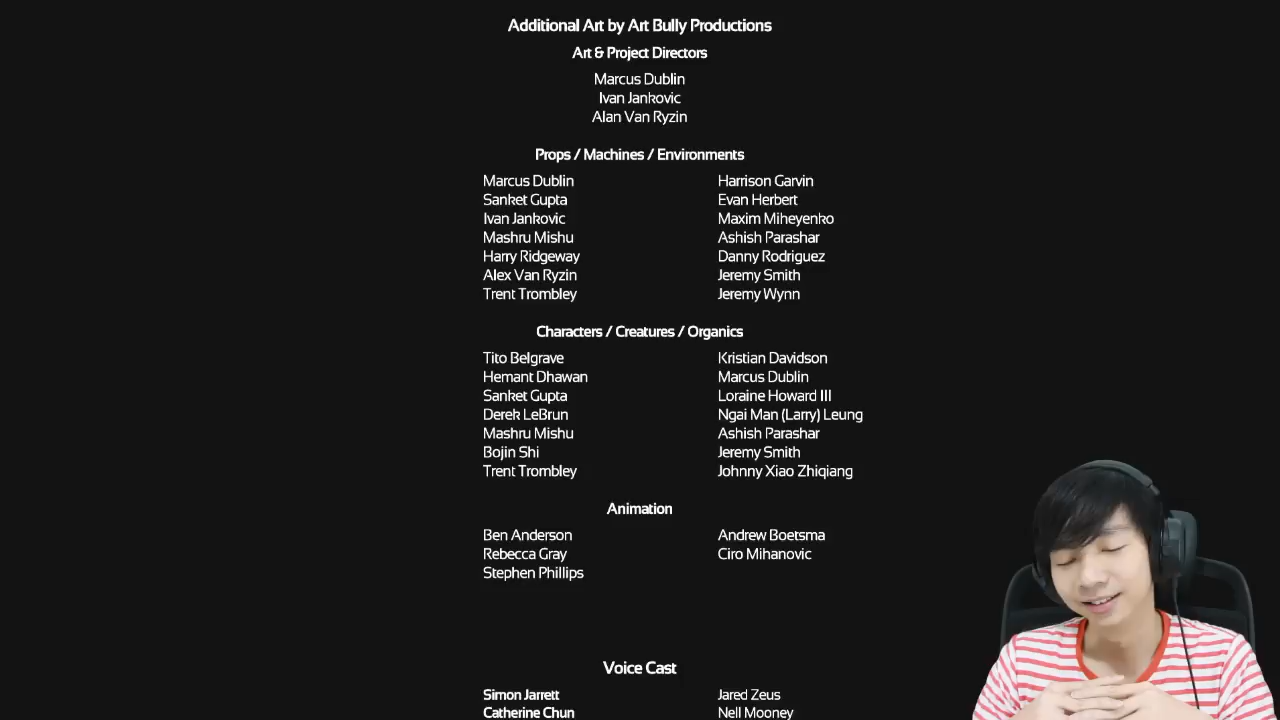 Additional Art by Art Bully Productions
Art & Project Directors
Marcus Dublin
Ivan Jankovic
Alan Van Ryzin
Props / Machines / Environments
Marcus Dublin Harrison Garvin
Sanket Gupta Evan Herbert
Ivan Jankovic Maxim Miheyenko
Mashru Mishu Ashish Parashar
Harry Ridgeway Danny Rodriguez
Alex Van Ryzin Jeremy Smith
Trent Trombley Jeremy Wynn
Characters / Creatures / Organics
Tito Belgrave Kristian Davidson
Hemant Dhawan Marcus Dublin
Sanket Gupta Loraine Howard III
Derek LeBrun Ngai Man (Larry) Leung
Mashru Mishu Ashish Parashar
Bojin Shi Jeremy Smith
Trent Trombley Johnny Xiao Zhiqiang
Animation
Ben Anderson Andrew Boetsma
Rebecca Gray Ciro Mihanovic
Stephen Phillips
Voice Cast
Simon Jarrett Jared Zeus
Catherine Chun Nell Mooney